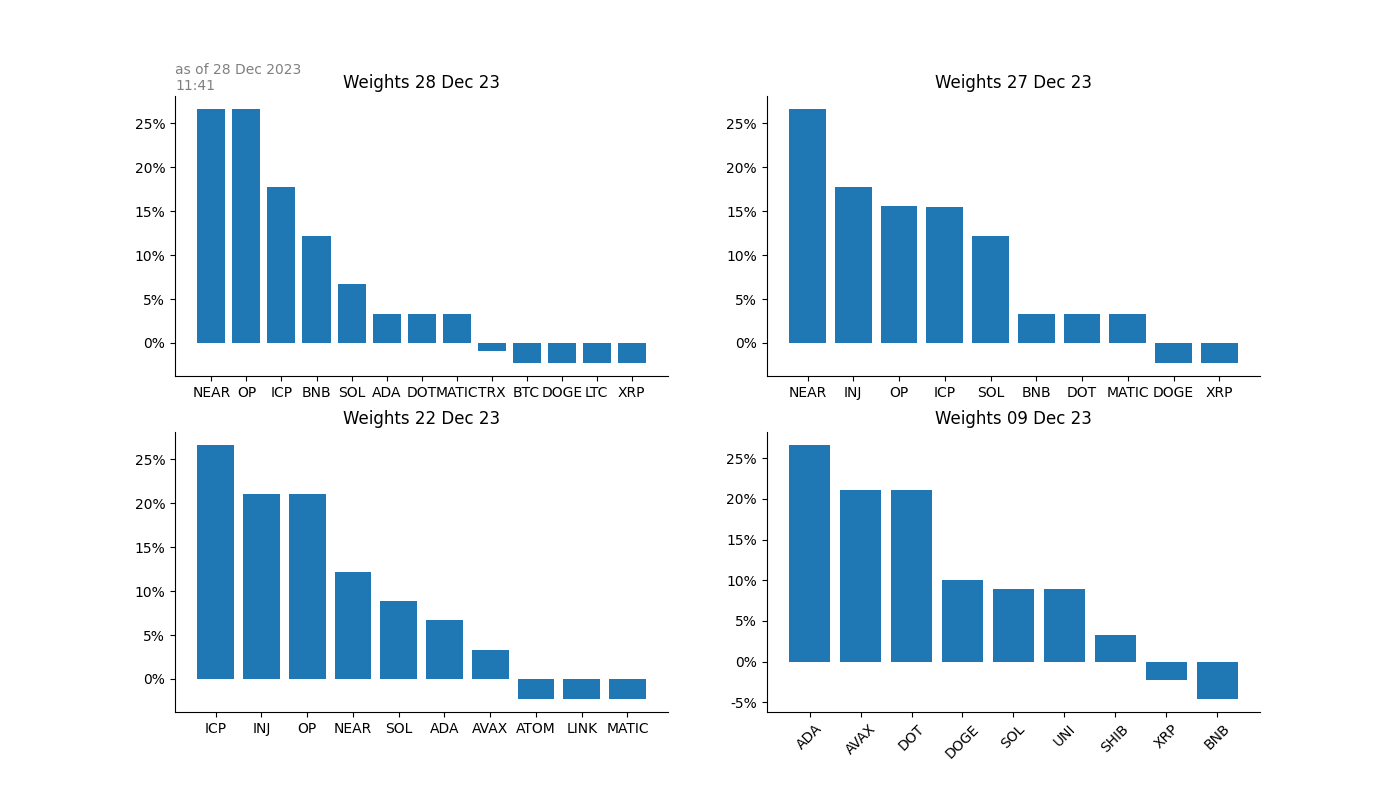 as of 28 Dec 2023
11:41
Weights 28 Dec 23
25%
20%
15%
10%
5%
0%
NEAR OP ICP BNB SOL ADA DOT MATIC TRX BTC DOGE LTC XRP
Weights 27 Dec 23
25%
20%
15%
10%
5%
0%
NEAR INJ OP ICP SOL BNB DOT MATIC DOGE XRP
Weights 22 Dec 23
25%
20%
15%
10%
5%
0%
ICP INJ OP NEAR SOL ADA AVAX ATOM LINK MATIC
Weights 09 Dec 23
25%
20%
15%
10%
5%
0%
-5%
ADA AVAX DOT DOGE SOL UNI SHIB XRP BNB